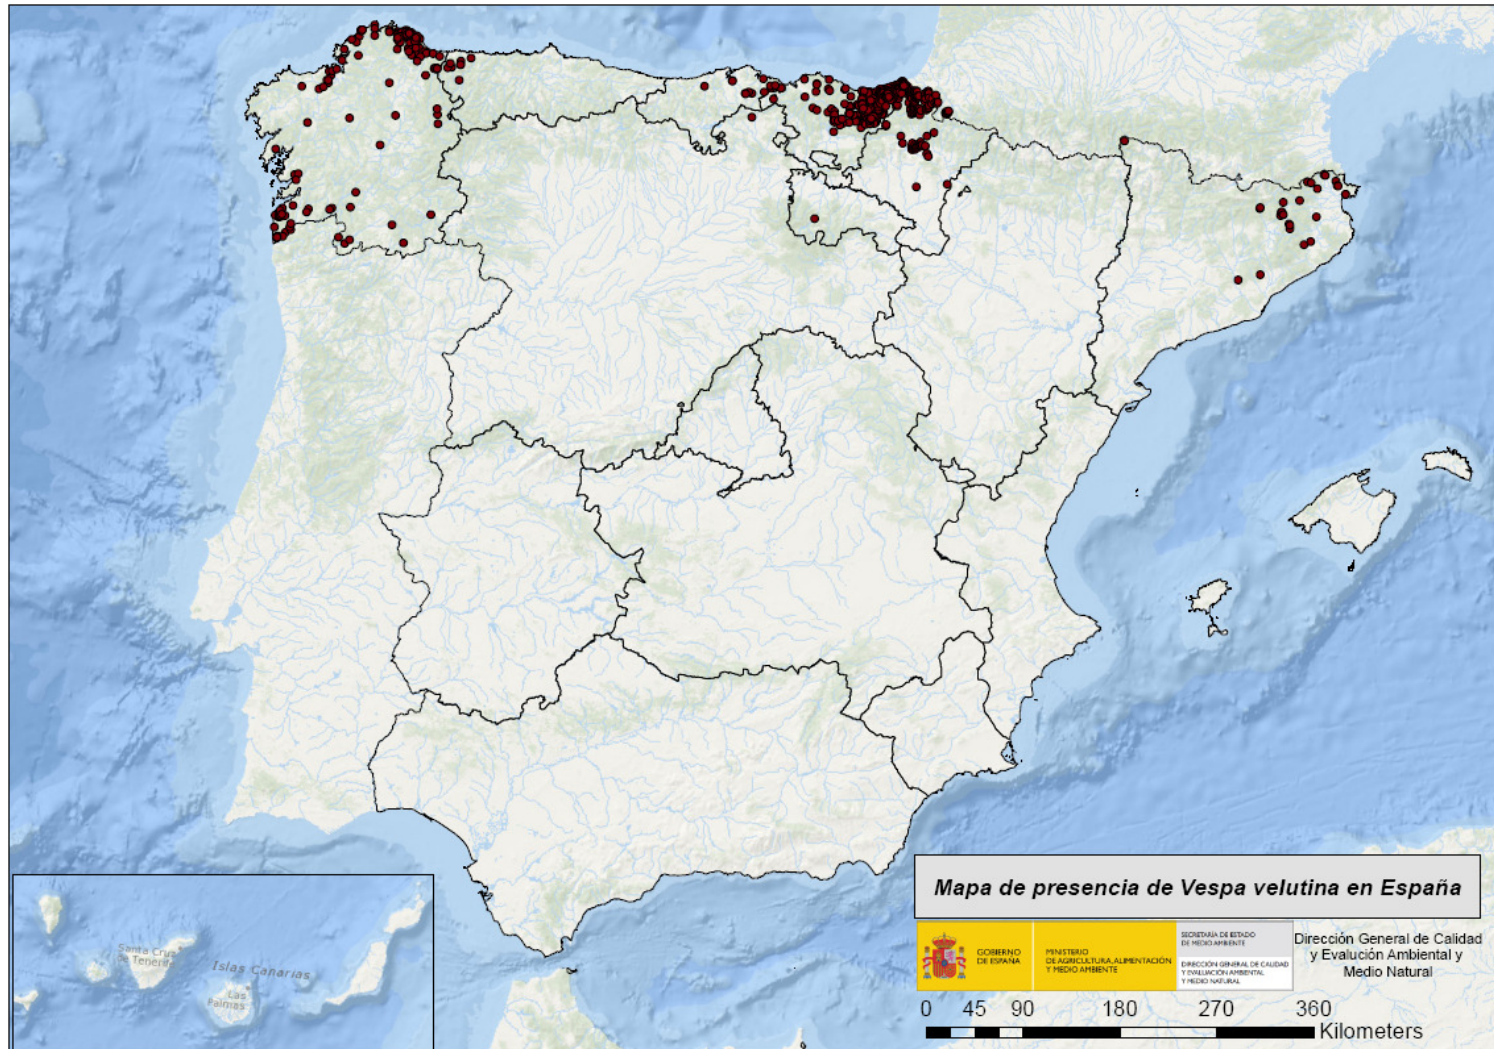 Mapa de presencia de Vespa velutina en España
GOBIERNO
DE ESPAÑA
MINISTERIO
DE AGRICULTURA, ALIMENTACIÓN
Y MEDIO AMBIENTE
SECRETARÍA DE ESTADO
DE MEDIO AMBIENTE
DIRECCIÓN GENERAL DE CALIDAD
Y EVALUACIÓN AMBIENTAL
Y MEDIO NATURAL
Dirección General de Calidad
y Evalución Ambiental y
Medio Natural
Santa Cruz
de Tenerife
Islas Canarias
Las
Palmas
0 45 90 180 270 360
Kilometers